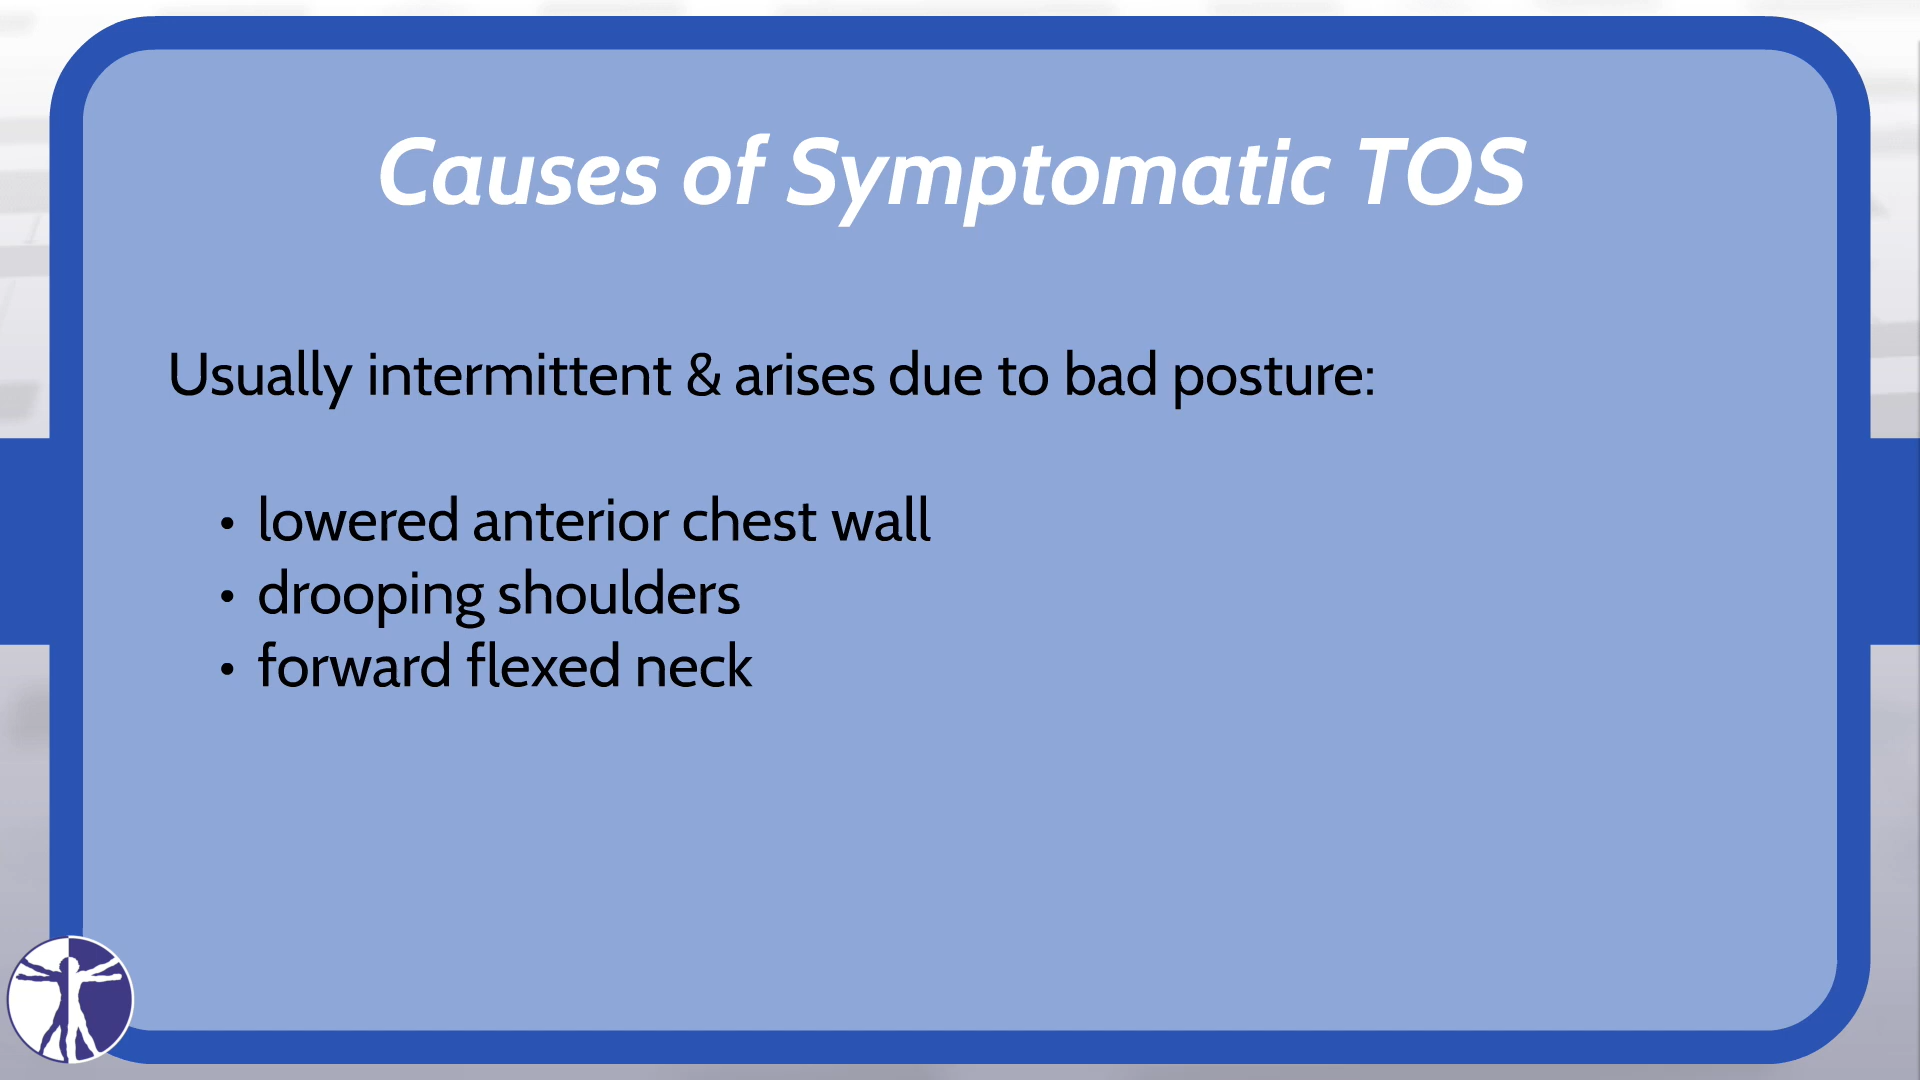 Causes of Symptomatic TOS
Usually intermittent & arises due to bad posture:
• lowered anterior chest wall
• drooping shoulders
• forward flexed neck